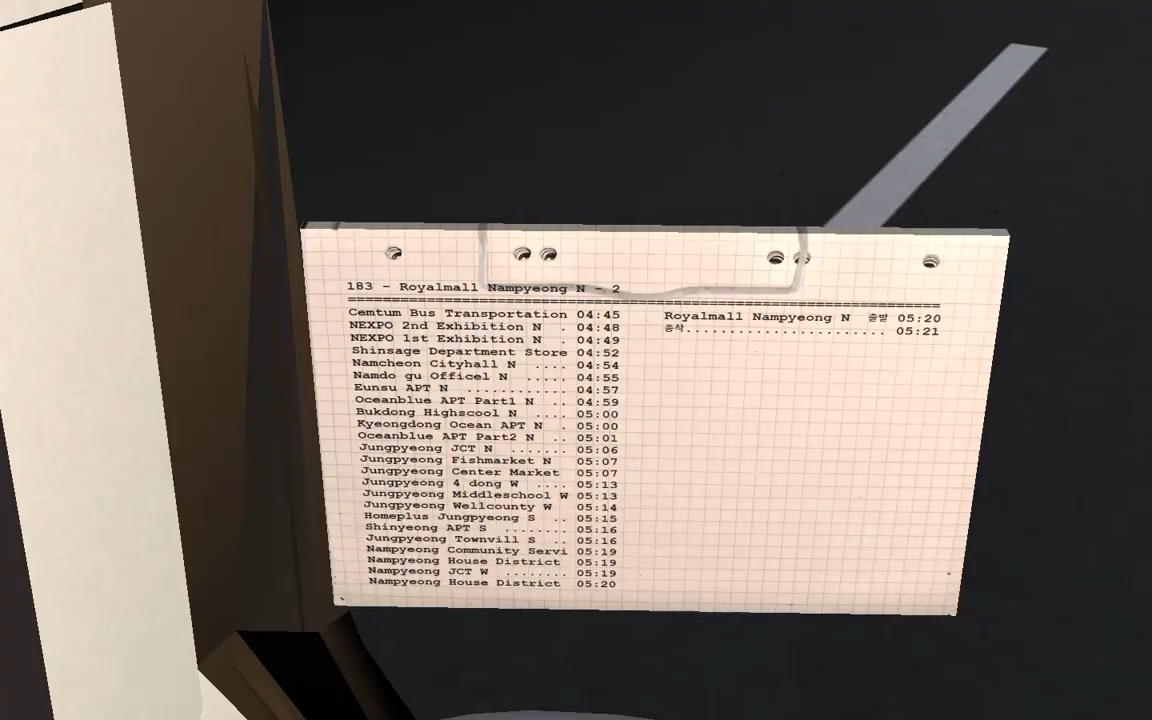 183 - Royalmall Nampyeong N - 2
Cemtum Bus Transportation 04:45
NEXPO 2nd Exhibition N . 04:48
NEXPO 1st Exhibition N . 04:49
Shinsage Department Store 04:52
Namcheon Cityhall N .... 04:54
Namdo gu Officel N ..... 04:55
Eunsu APT N ............ 04:57
Oceanblue APT Part1 N .. 04:59
Bukdong Highscool N .... 05:00
Kyeongdong Ocean APT N . 05:00
Oceanblue APT Part2 N .. 05:01
Jungpyeong JCT N ....... 05:06
Jungpyeong Fishmarket N 05:07
Jungpyeong Center Market 05:07
Jungpyeong 4 dong W .... 05:13
Jungpyeong Middleschool W 05:13
Jungpyeong Wellcounty W 05:14
Homeplus Jungpyeong S .. 05:15
Shinyeong APT S ........ 05:16
Jungpyeong Townvill S .. 05:16
Nampyeong Community Servi 05:19
Nampyeong House District 05:19
Nampyeong JCT W ........ 05:19
Nampyeong House District 05:20
Royalmall Nampyeong N 출발 05:20
종착........................ 05:21